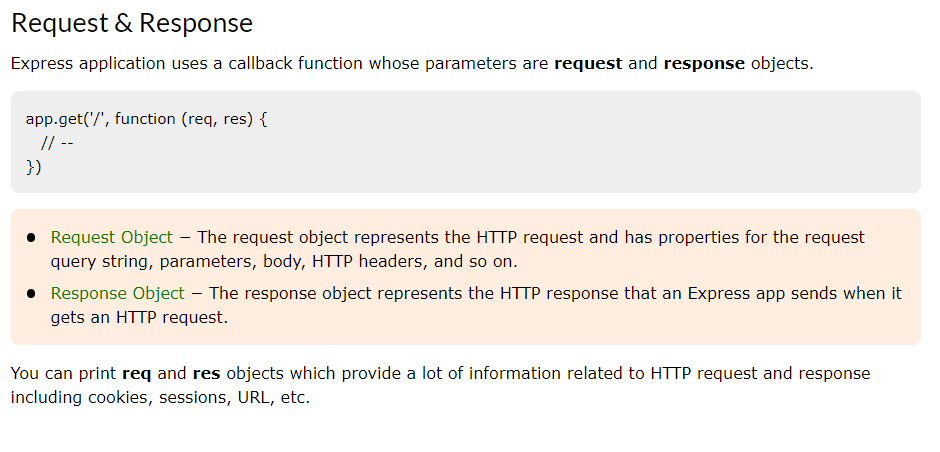 Request & Response
Express application uses a callback function whose parameters are request and response objects.
app.get('/', function (req, res) {
// --
})
Request Object − The request object represents the HTTP request and has properties for the request
query string, parameters, body, HTTP headers, and so on.
Response Object − The response object represents the HTTP response that an Express app sends when it
gets an HTTP request.
You can print req and res objects which provide a lot of information related to HTTP request and response
including cookies, sessions, URL, etc.